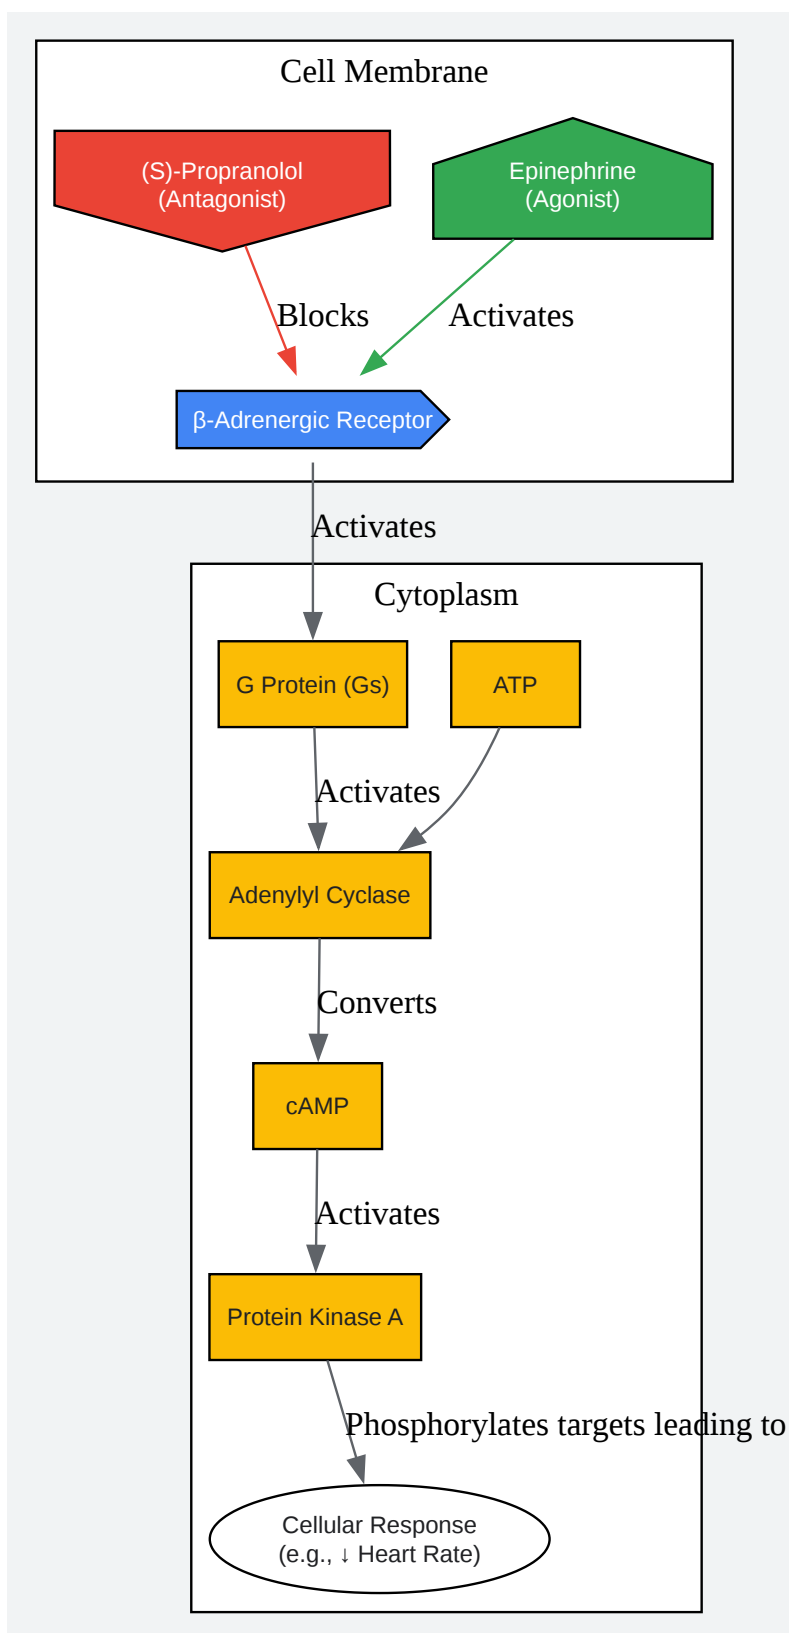 Cell Membrane
(S)-Propranolol
(Antagonist)
Epinephrine
(Agonist)
Blocks
Activates
β-Adrenergic Receptor
Activates
Cytoplasm
G Protein (Gs)
ATP
Activates
Adenylyl Cyclase
Converts
cAMP
Activates
Protein Kinase A
Phosphorylates targets leading to
Cellular Response
(e.g., ↓ Heart Rate)